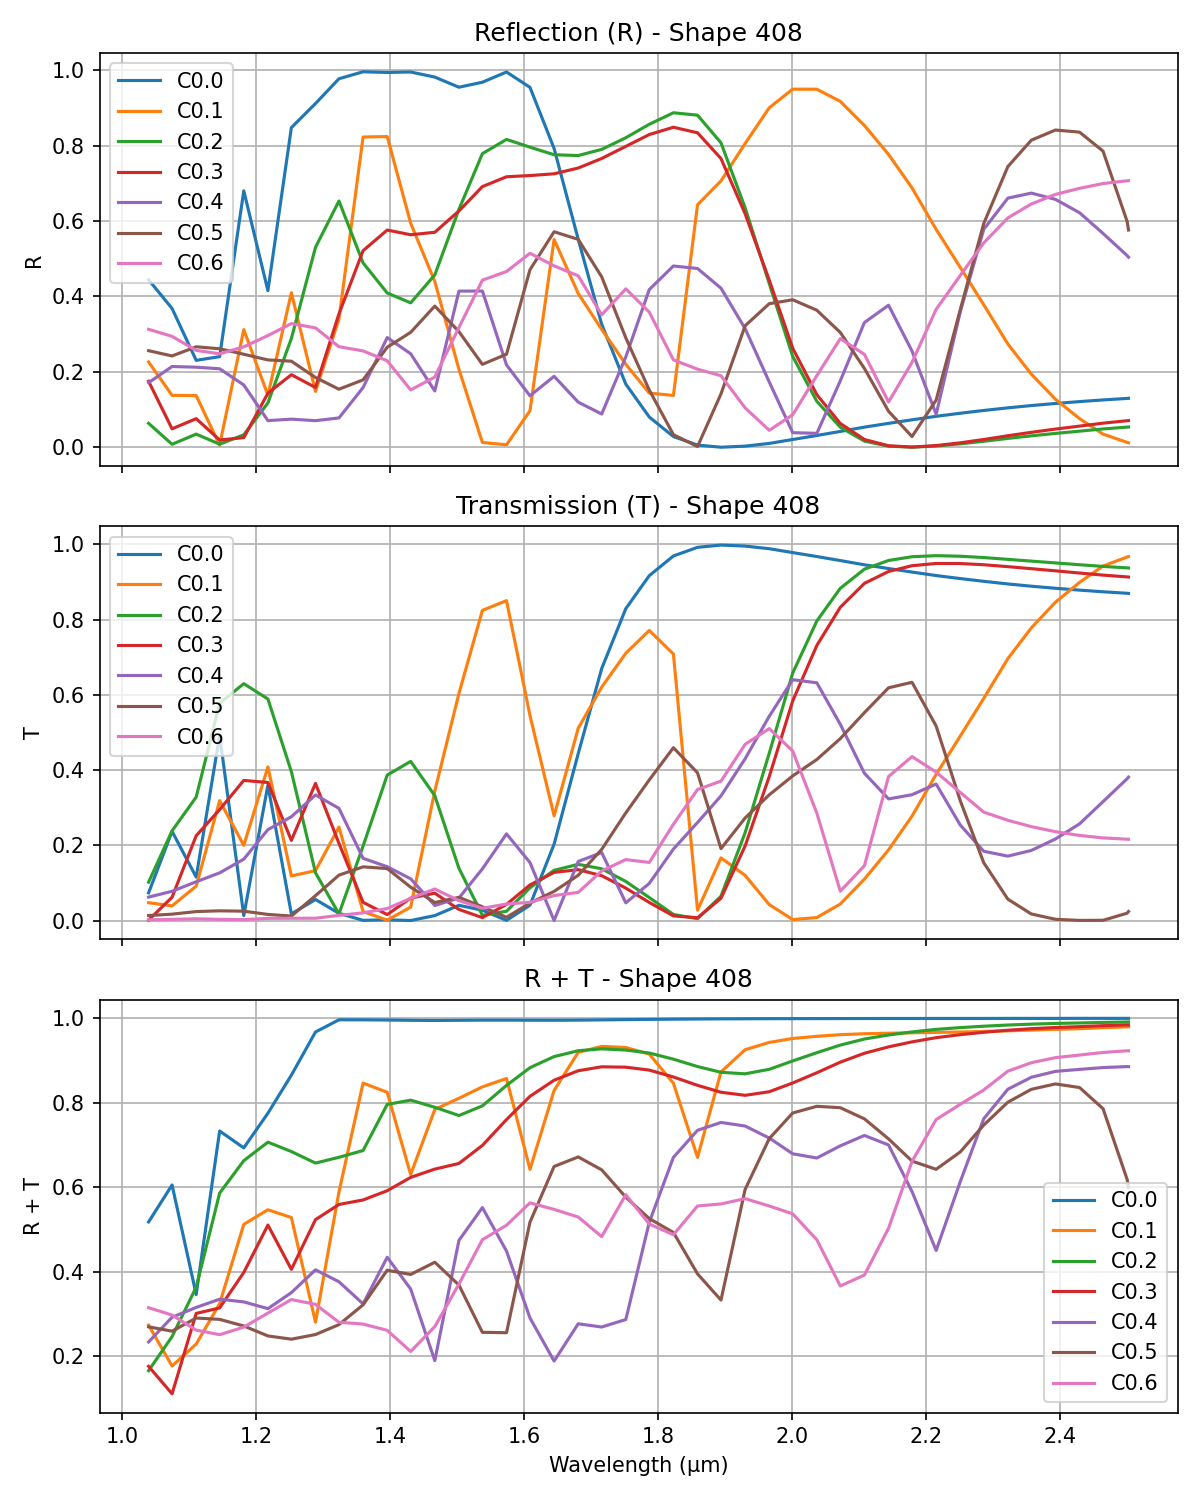 Reflection (R) - Shape 408
1.0
0.8
0.6
0.4
0.2
0.0
R
C0.0
C0.1
C0.2
C0.3
C0.4
C0.5
C0.6
Transmission (T) - Shape 408
1.0
0.8
0.6
0.4
0.2
0.0
T
C0.0
C0.1
C0.2
C0.3
C0.4
C0.5
C0.6
R + T - Shape 408
1.0
0.8
0.6
0.4
0.2
R + T
C0.0
C0.1
C0.2
C0.3
C0.4
C0.5
C0.6
1.0 1.2 1.4 1.6 1.8 2.0 2.2 2.4
Wavelength (μm)